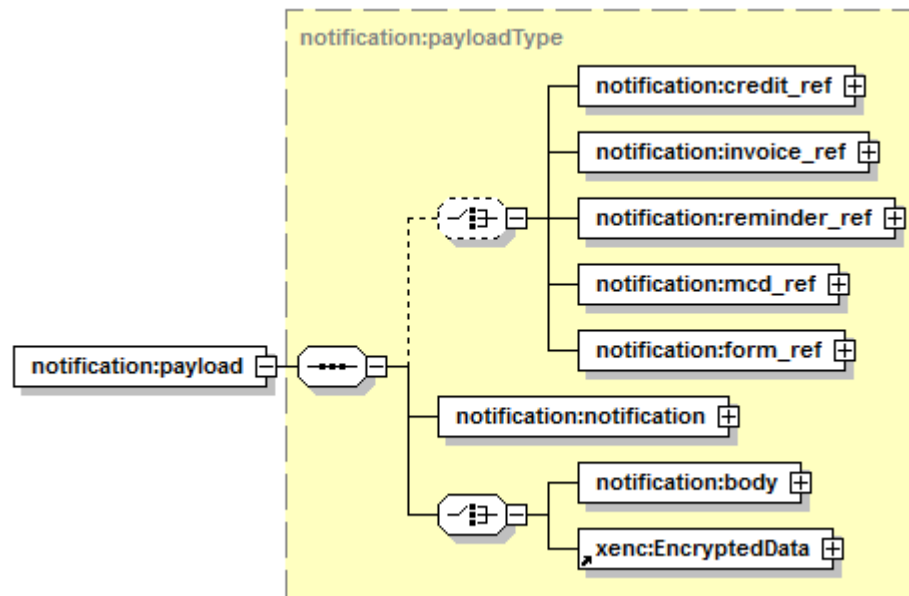 notification:payloadType
notification:credit_ref
notification:invoice_ref
notification:reminder_ref
notification:mcd_ref
notification:form_ref
notification:payload
notification:notification
notification:body
xenc:EncryptedData